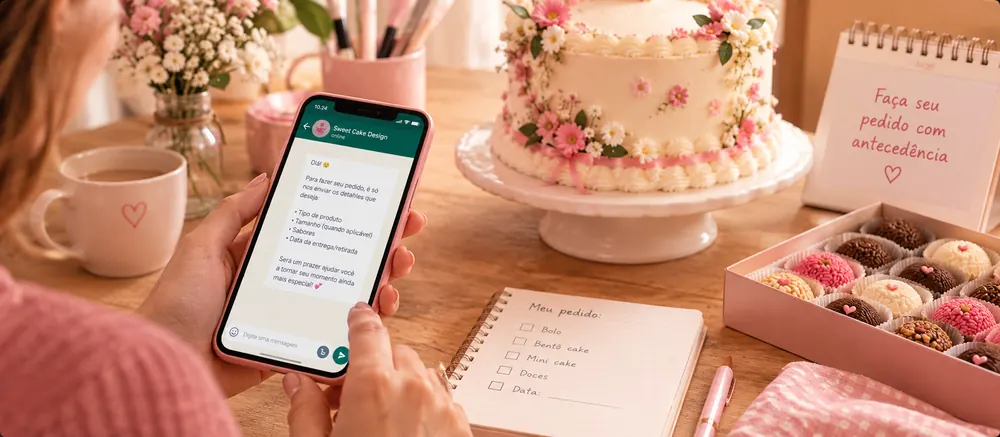 10:24
Sweet Cake Design
online
Olá! 😉
Para fazer seu pedido, é só
nos enviar os detalhes que
deseja:
• Tipo de produto
• Tamanho (quando aplicável)
• Sabores
• Data da entrega/retirada
Será um prazer ajudar você
a tornar seu momento ainda
mais especial! 💕
Digite uma mensagem
Meu pedido:
Bolo
Bentô cake
Mini cake
Doces
Data:
Faça seu
pedido com
antecedência